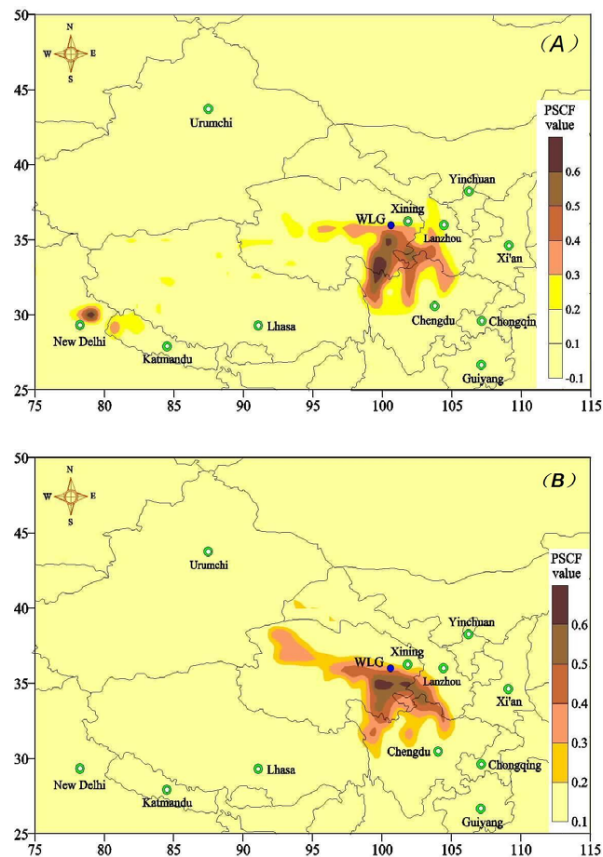 50
N
W E
S
(A)
PSCF
value
Urumchi
45
40
0.6
Yinchuan
0.5
Xining
WLG
0.4
35
Lanzhou
Xi'an
0.3
30
0.2
New Delhi
Lhasa
Chengdu
Chongqin
0.1
Katmandu
Guiyang
-0.1
25
75 80 85 90 95 100 105 110 115
50
N
W E
S
(B)
45
PSCF
value
Urumchi
40
0.6
Yinchuan
0.5
Xining
WLG
35
Lanzhou
0.4
Xi'an
0.3
30
Chengdu
Chongqing
New Delhi
Lhasa
0.2
Katmandu
Guiyang
0.1
25
75 80 85 90 95 100 105 110 115